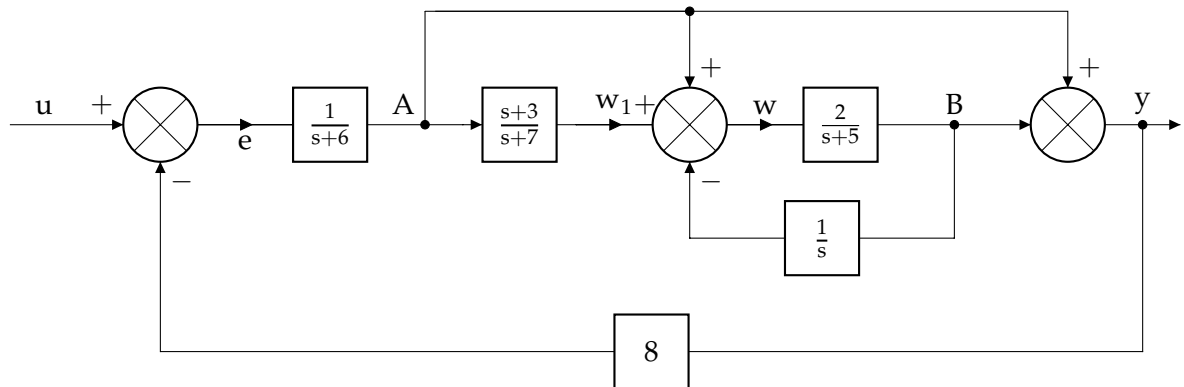 + +
u + 1/s+6 A s+3/s+7 w₁ + w 2/s+5 B y
e
− −
1/s
8